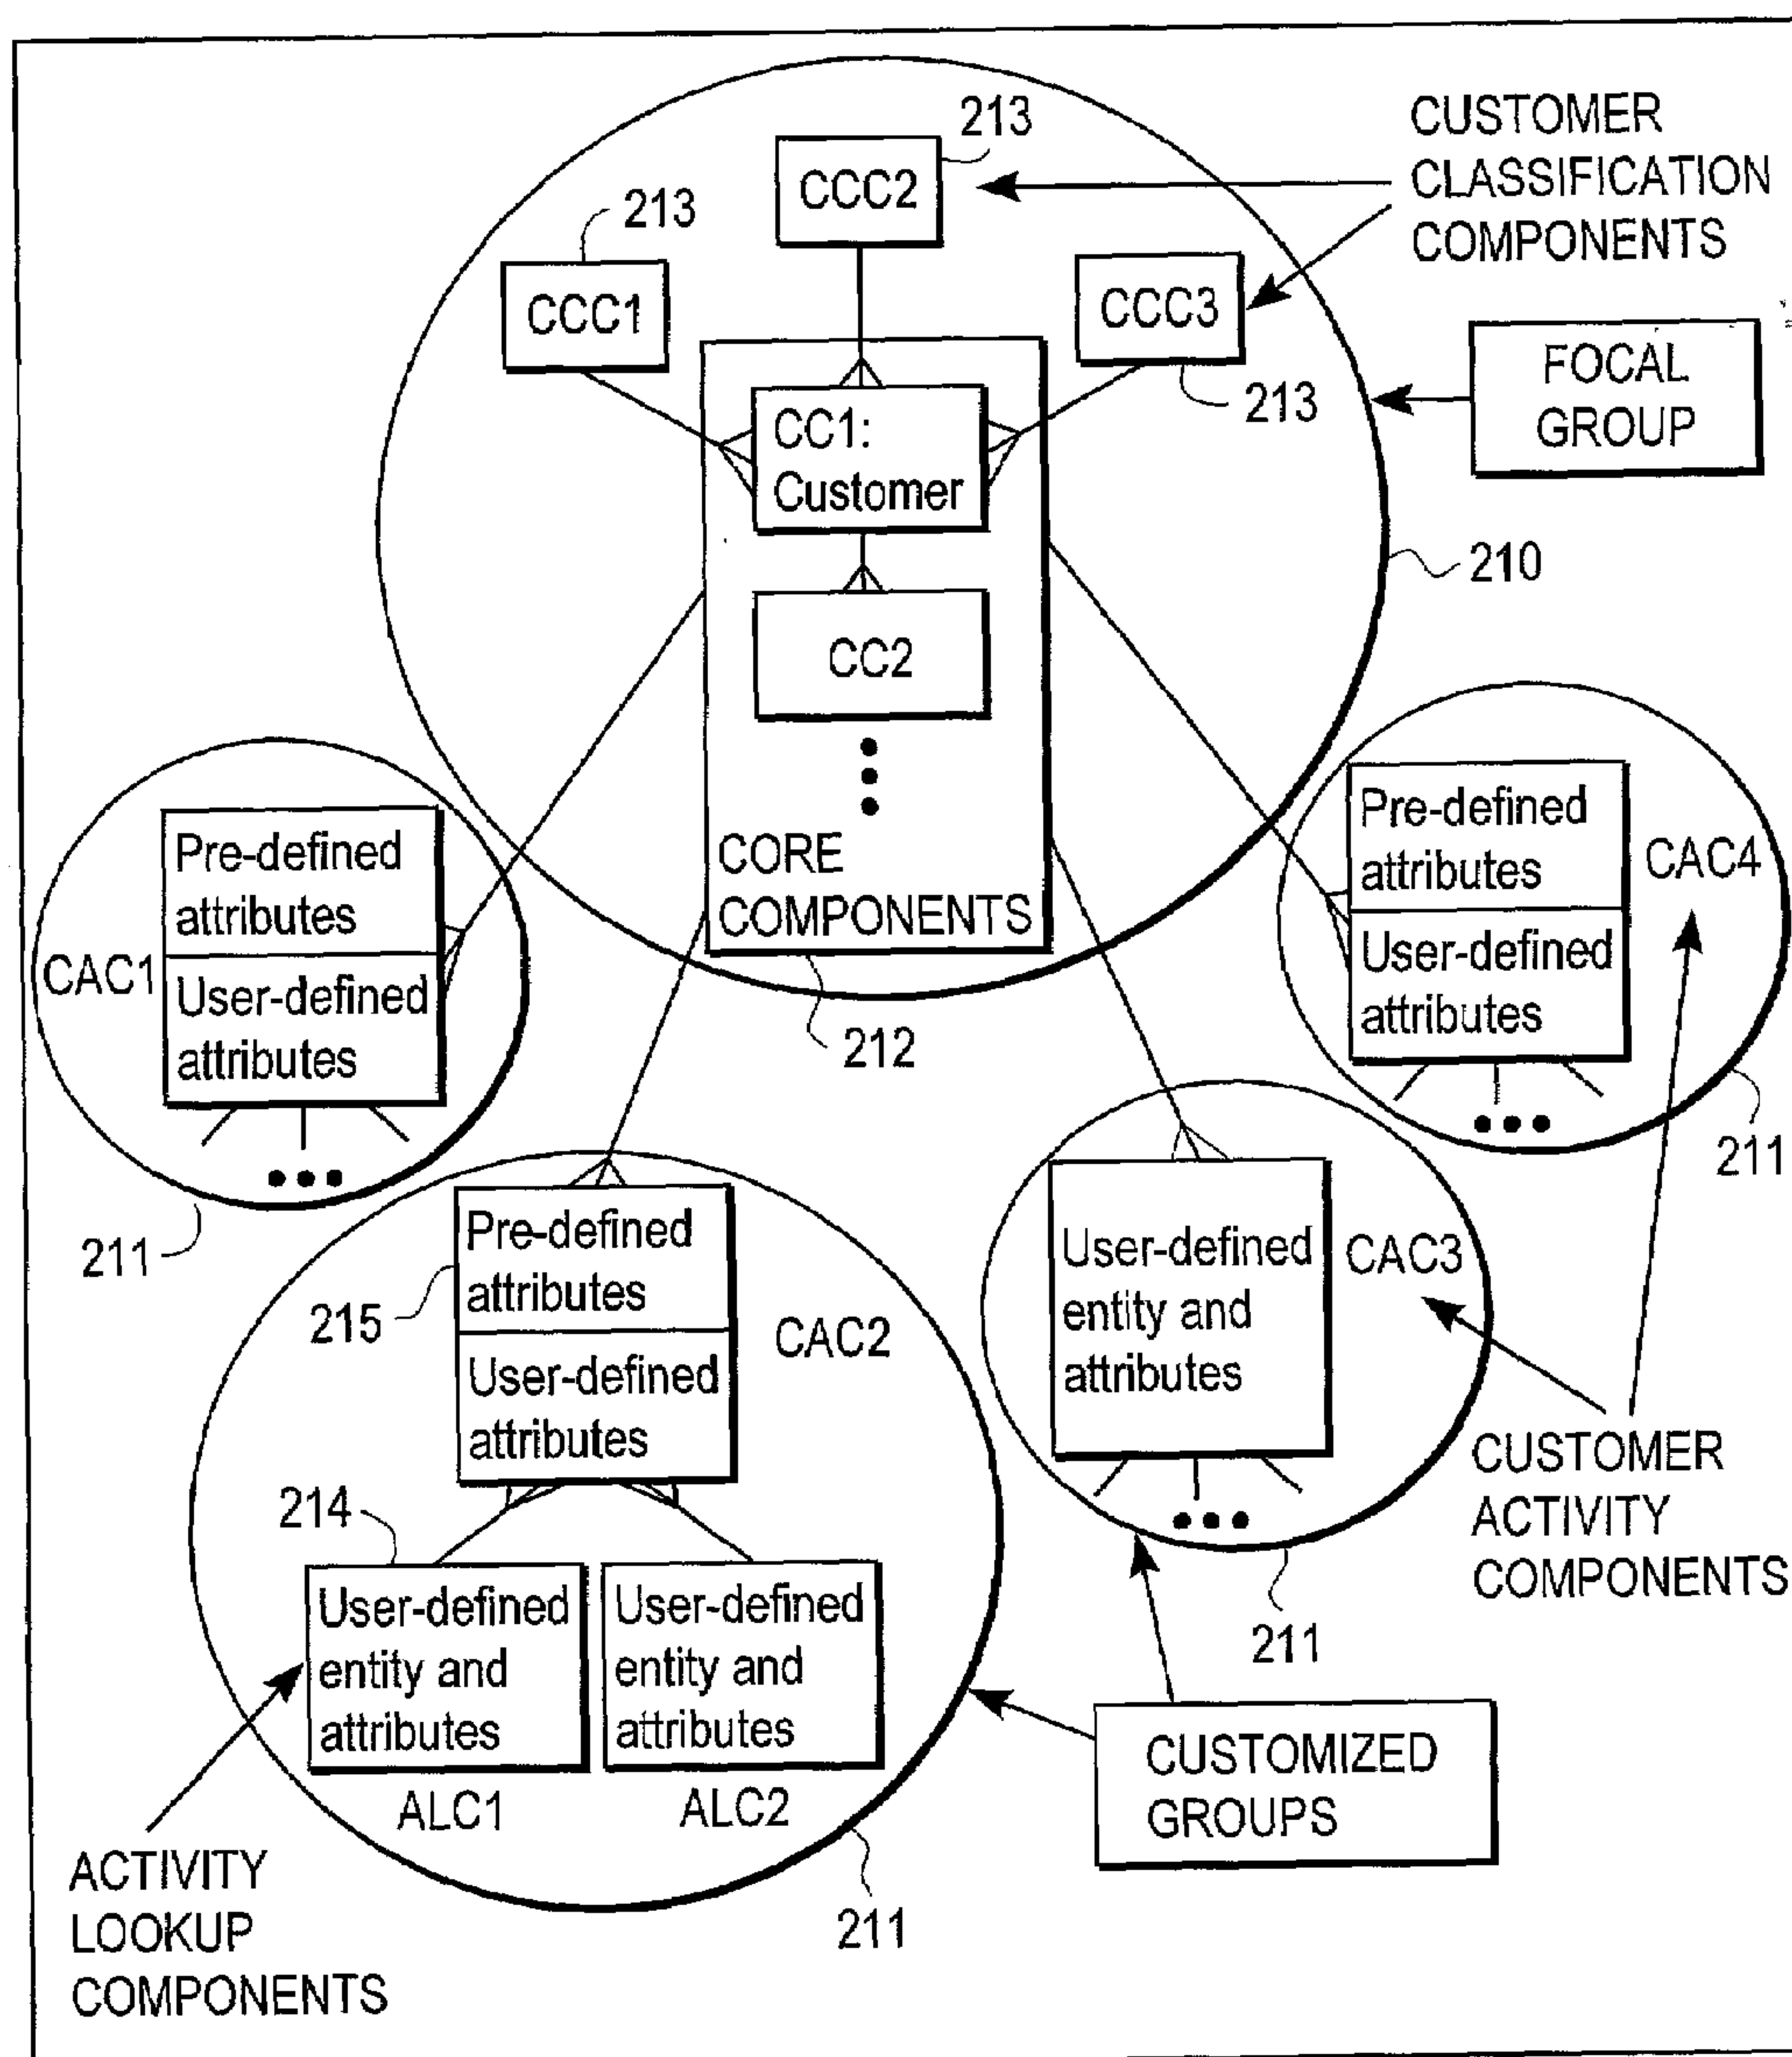 213
CUSTOMER
CLASSIFICATION
COMPONENTS
CCC2
213
CCC1
CCC3
213
FOCAL
GROUP
CC1:
Customer
210
CC2
CORE
COMPONENTS
212
Pre-defined
attributes
CAC4
User-defined
attributes
211
Pre-defined
attributes
CAC1
User-defined
attributes
211
Pre-defined
attributes
215
CAC2
User-defined
attributes
User-defined
entity and
attributes
CAC3
211
CUSTOMER
ACTIVITY
COMPONENTS
214
User-defined
entity and
attributes
ALC1
User-defined
entity and
attributes
ALC2
211
CUSTOMIZED
GROUPS
ACTIVITY
LOOKUP
COMPONENTS